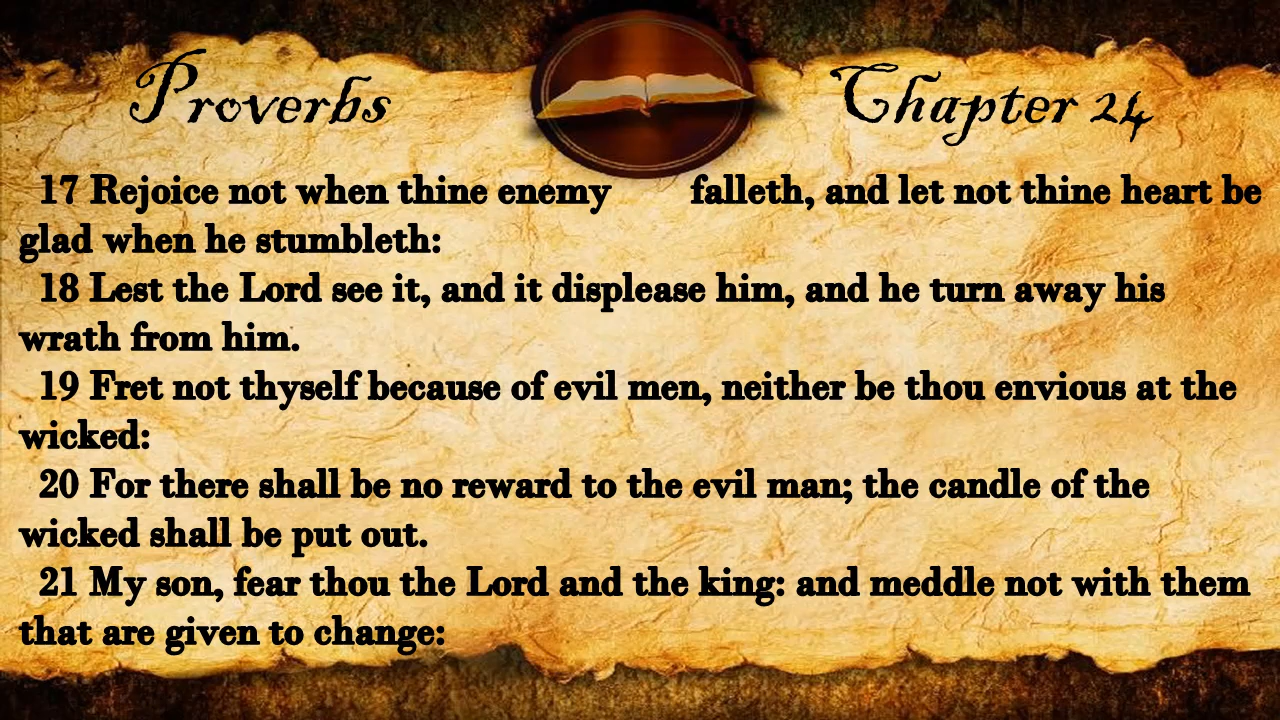 Proverbs Chapter 24
17 Rejoice not when thine enemy falleth, and let not thine heart be
glad when he stumbleth:
18 Lest the Lord see it, and it displease him, and he turn away his
wrath from him.
19 Fret not thyself because of evil men, neither be thou envious at the
wicked:
20 For there shall be no reward to the evil man; the candle of the
wicked shall be put out.
21 My son, fear thou the Lord and the king: and meddle not with them
that are given to change: